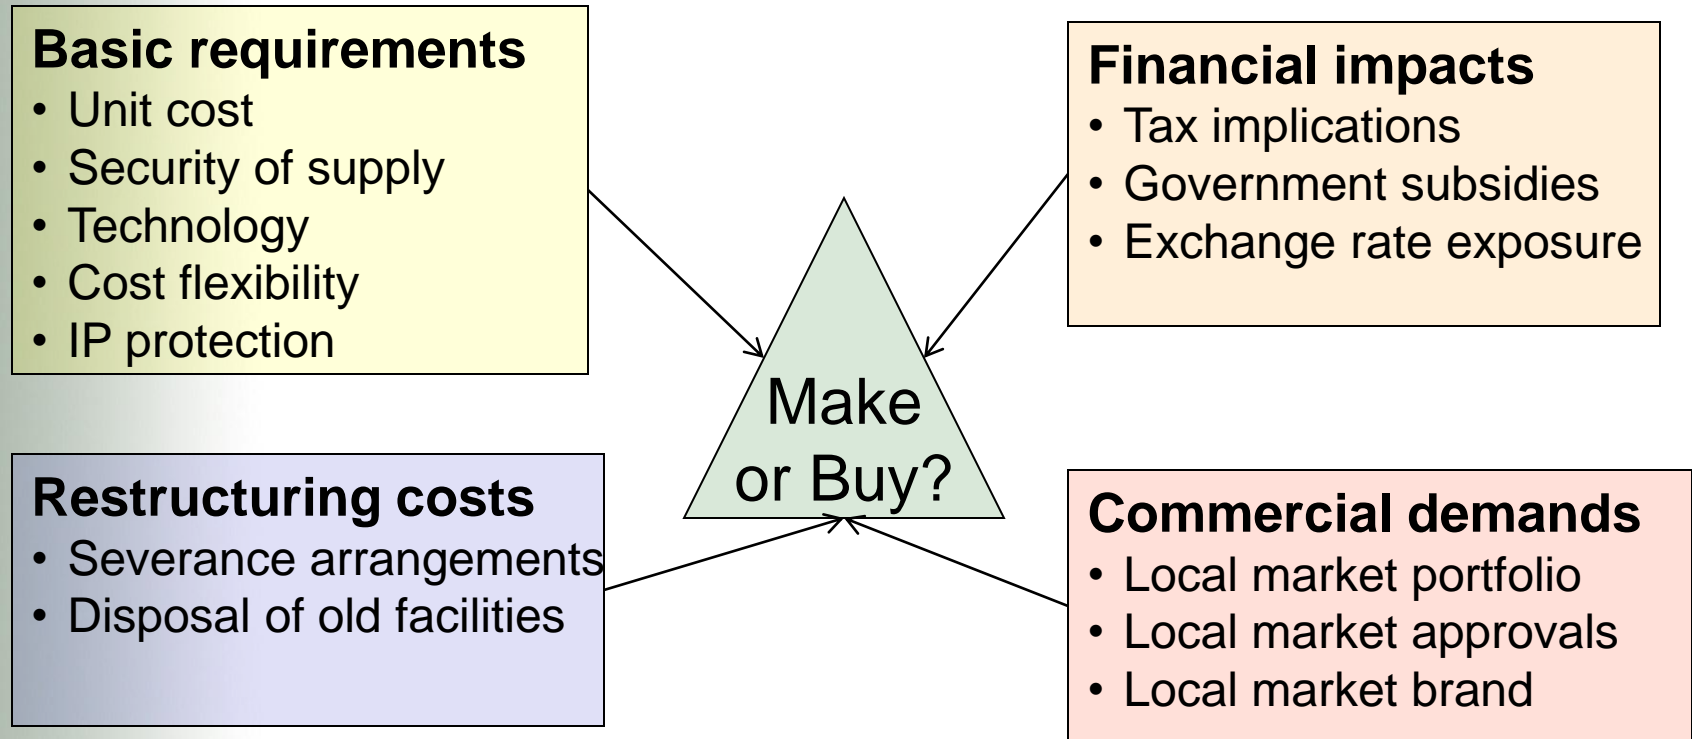 Basic requirements
• Unit cost
• Security of supply
• Technology
• Cost flexibility
• IP protection
Financial impacts
• Tax implications
• Government subsidies
• Exchange rate exposure
Make
or Buy?
Restructuring costs
• Severance arrangements
• Disposal of old facilities
Commercial demands
• Local market portfolio
• Local market approvals
• Local market brand